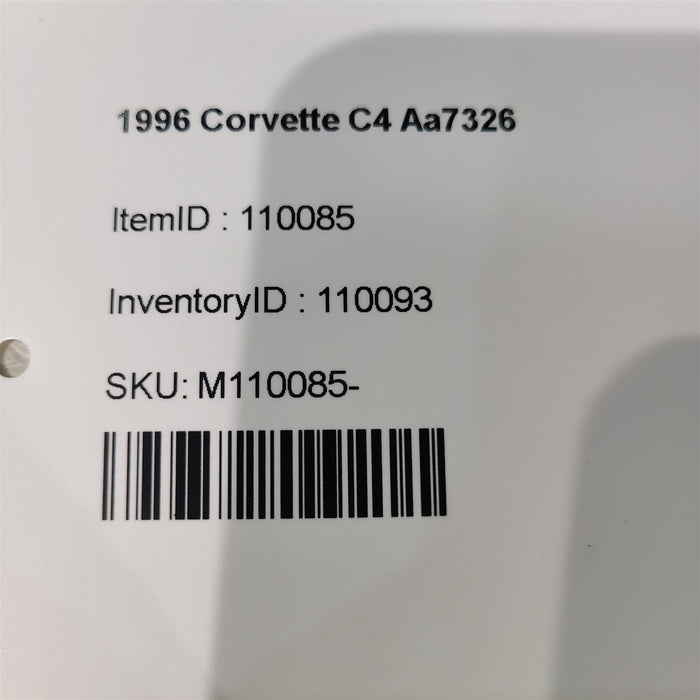 1996 Corvette C4 Aa7326
ItemID : 110085
InventoryID : 110093
SKU: M110085-